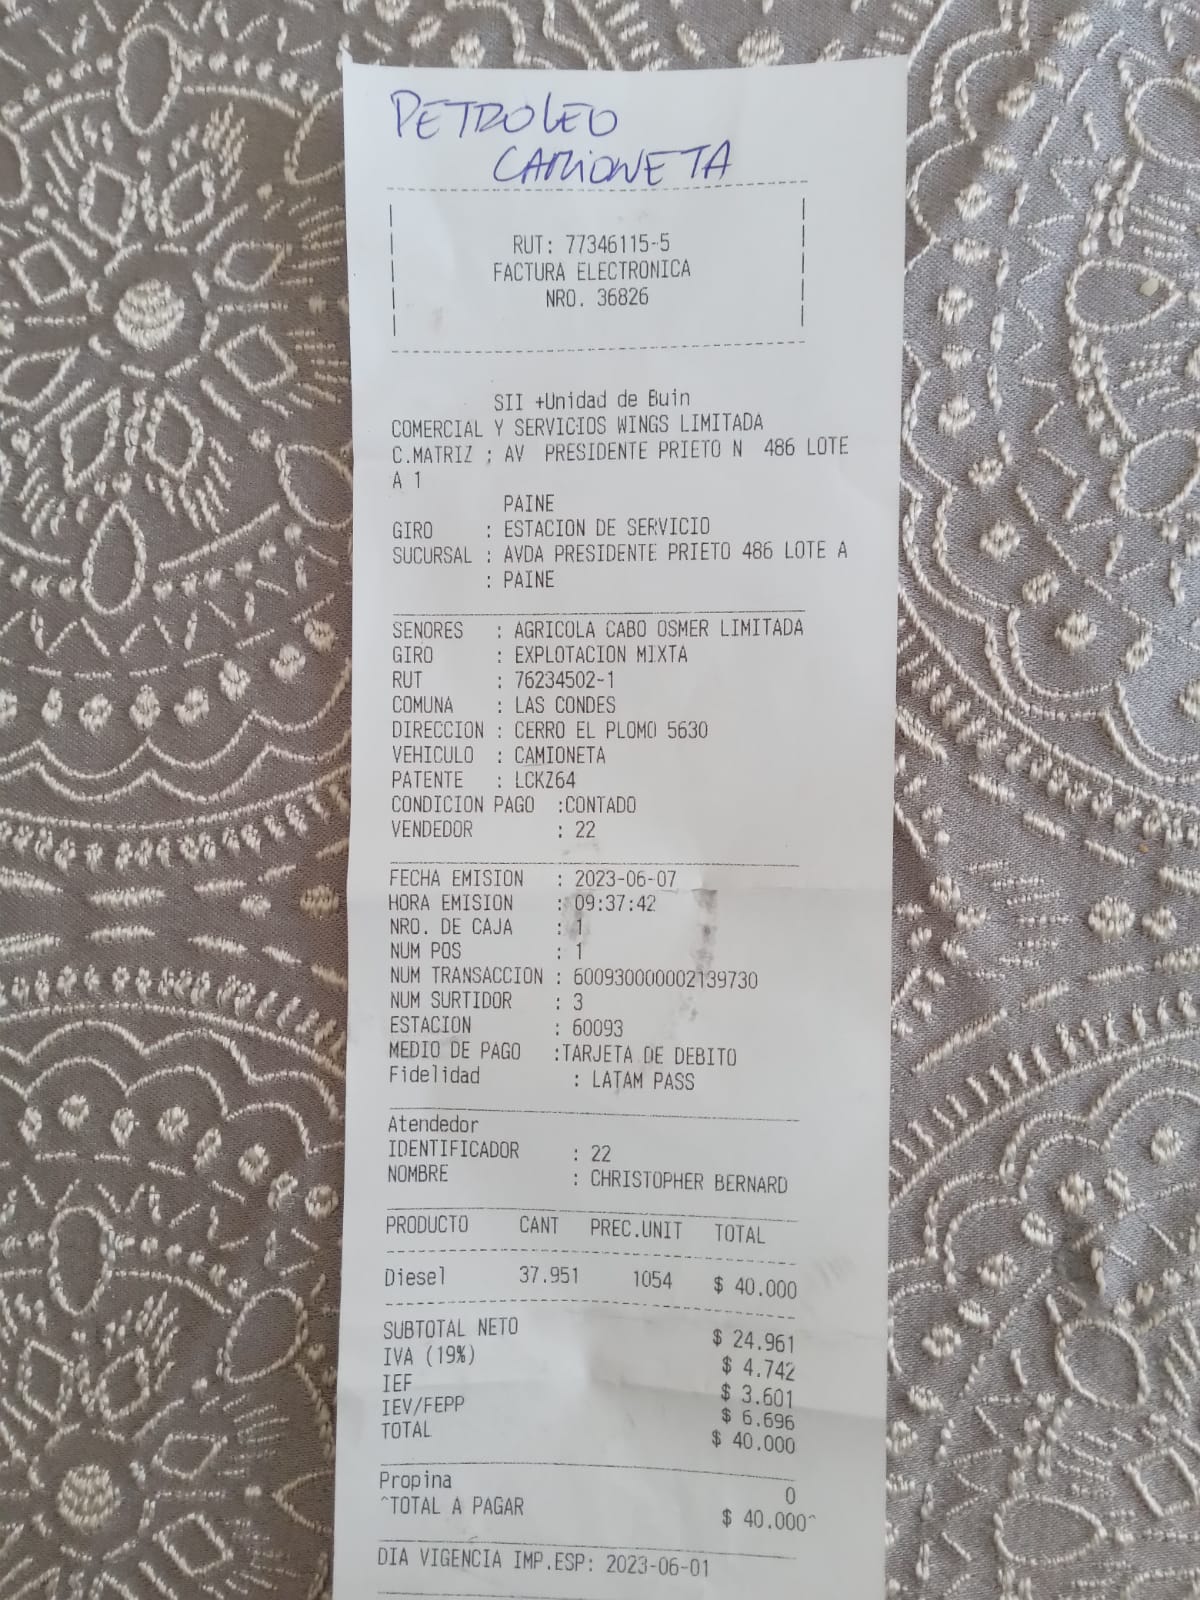 PETROLEO
CAMIONETA
RUT: 77346115-5
FACTURA ELECTRONICA
NRO. 36826
SII +Unidad de Buin
COMERCIAL Y SERVICIOS WINGS LIMITADA
C.MATRIZ : AV PRESIDENTE PRIETO N 486 LOTE
A 1
PAINE
GIRO : ESTACION DE SERVICIO
SUCURSAL : AVDA PRESIDENTE PRIETO 486 LOTE A
: PAINE
SENORES : AGRICOLA CABO OSMER LIMITADA
GIRO : EXPLOTACION MIXTA
RUT : 76234502-1
COMUNA : LAS CONDES
DIRECCION : CERRO EL PLOMO 5630
VEHICULO : CAMIONETA
PATENTE : LCKZ64
CONDICION PAGO :CONTADO
VENDEDOR : 22
FECHA EMISION : 2023-06-07
HORA EMISION : 09:37:42
NRO. DE CAJA : 1
NUM POS : 1
NUM TRANSACCION : 600930000002139730
NUM SURTIDOR : 3
ESTACION : 60093
MEDIO DE PAGO :TARJETA DE DEBITO
Fidelidad : LATAM PASS
Atendedor
IDENTIFICADOR : 22
NOMBRE : CHRISTOPHER BERNARD
PRODUCTO CANT PREC.UNIT TOTAL
Diesel 37.951 1054 $ 40.000
SUBTOTAL NETO $ 24.961
IVA (19%) $ 4.742
IEF $ 3.601
IEV/FEPP $ 6.696
TOTAL $ 40.000
Propina 0
^TOTAL A PAGAR $ 40.000^
DIA VIGENCIA IMP.ESP: 2023-06-01